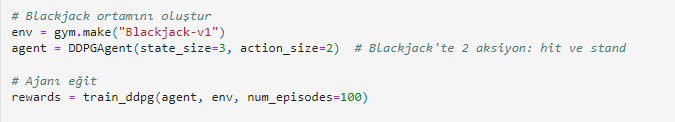 # Blackjack ortamını oluştur
env = gym.make("Blackjack-v1")
agent = DDPGAgent(state_size=3, action_size=2)  # Blackjack'te 2 aksiyon: hit ve stand
# Ajanı eğit
rewards = train_ddpg(agent, env, num_episodes=100)